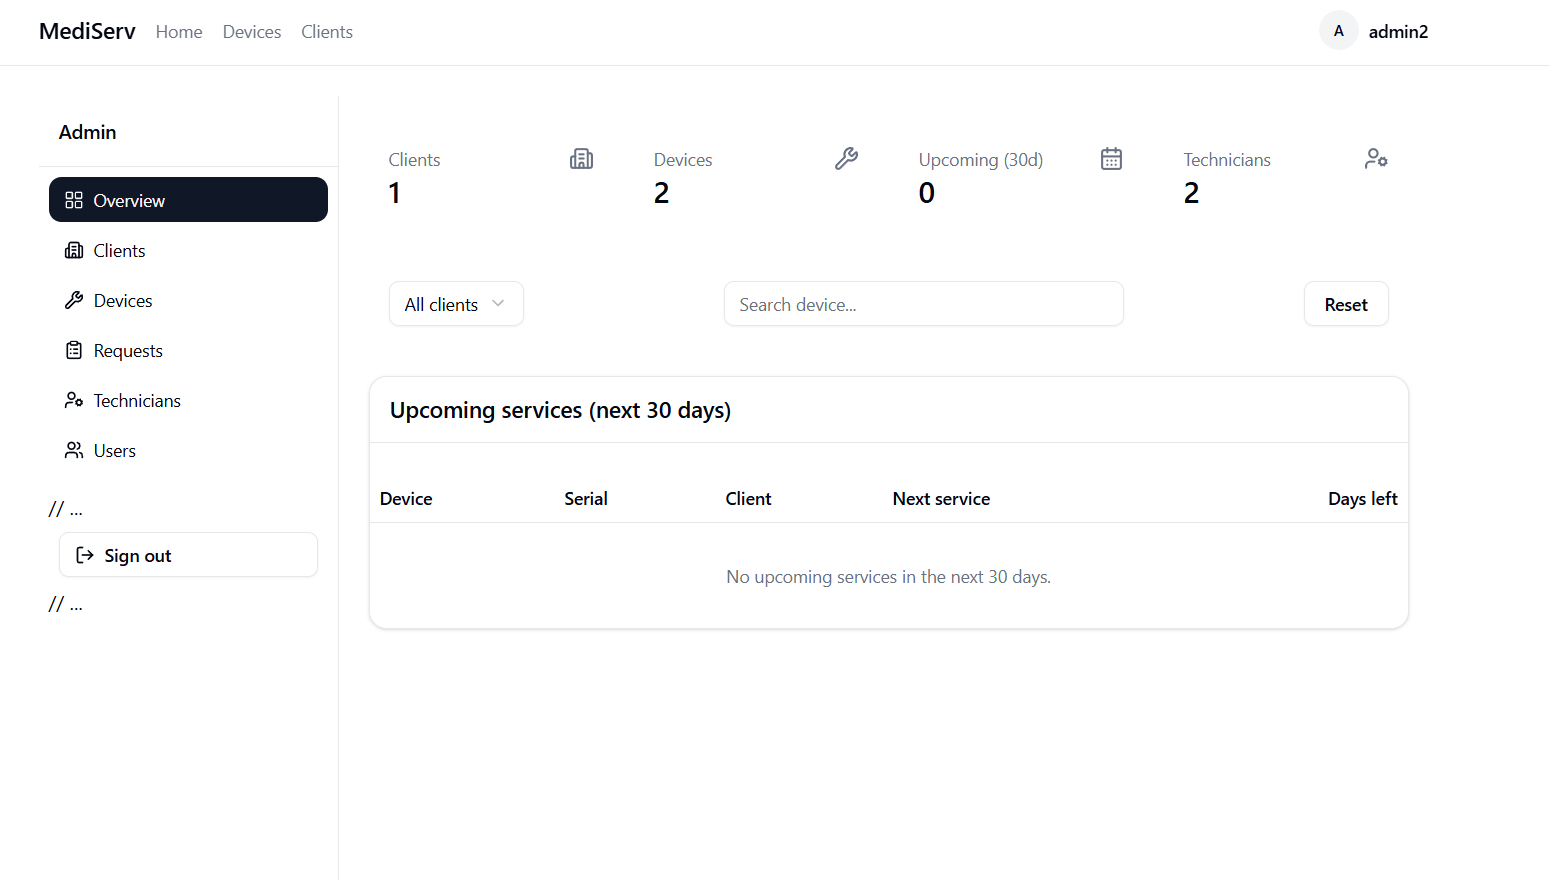 MediServ Home Devices Clients
A admin2
Admin
Overview
Clients
Devices
Requests
Technicians
Users
// ...
Sign out
// ...
Clients
1
Devices
2
Upcoming (30d)
0
Technicians
2
All clients
Search device...
Reset
Upcoming services (next 30 days)
Device Serial Client Next service Days left
No upcoming services in the next 30 days.